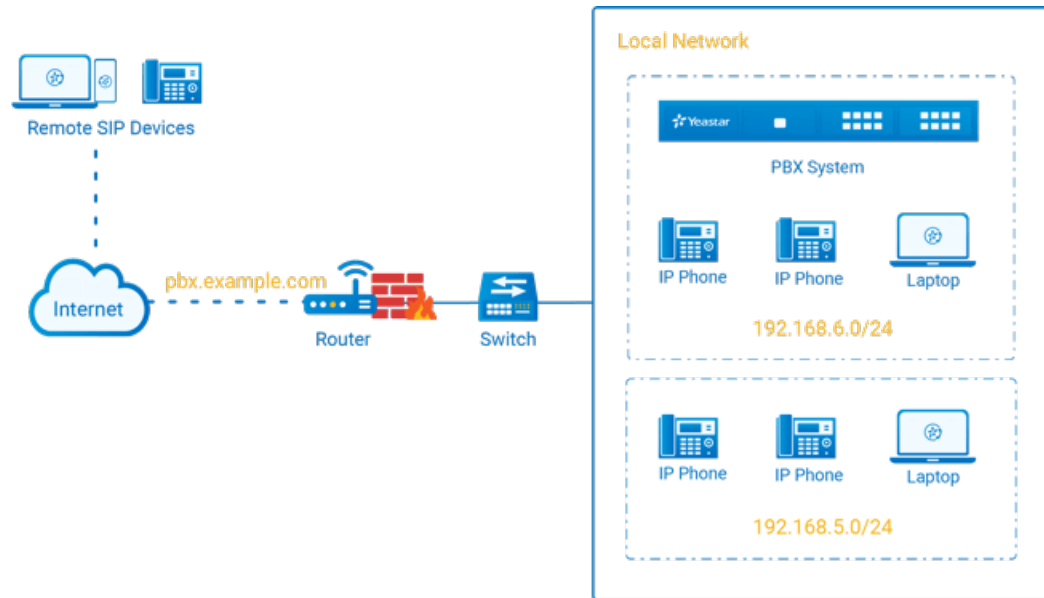 Local Network
Remote SIP Devices
Yeastar
PBX System
IP Phone
IP Phone
Laptop
192.168.6.0/24
pbx.example.com
Internet
Router
Switch
IP Phone
IP Phone
Laptop
192.168.5.0/24